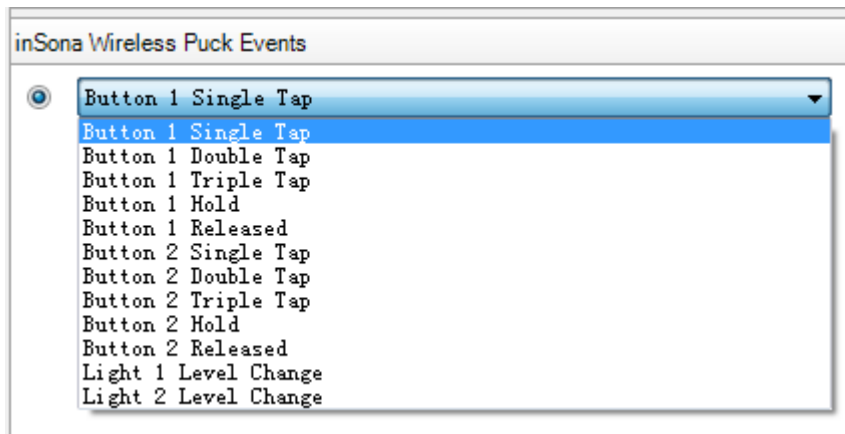 inSona Wireless Puck Events
Button 1 Single Tap
Button 1 Single Tap
Button 1 Double Tap
Button 1 Triple Tap
Button 1 Hold
Button 1 Released
Button 2 Single Tap
Button 2 Double Tap
Button 2 Triple Tap
Button 2 Hold
Button 2 Released
Light 1 Level Change
Light 2 Level Change